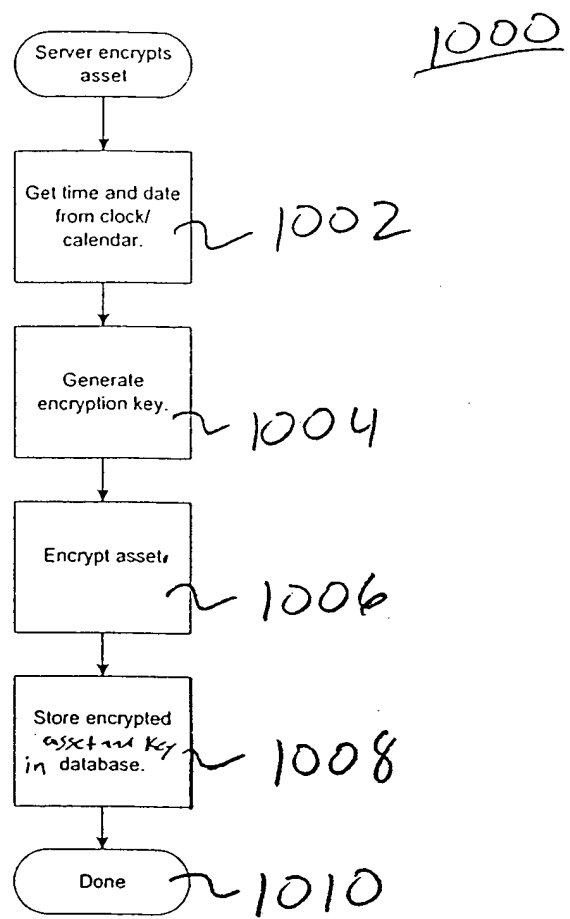 1000
Server encrypts
asset
Get time and date
from clock/
calendar.
1002
Generate
encryption key.
1004
Encrypt asset.
1006
Store encrypted
asset and key
in database.
1008
Done
1010